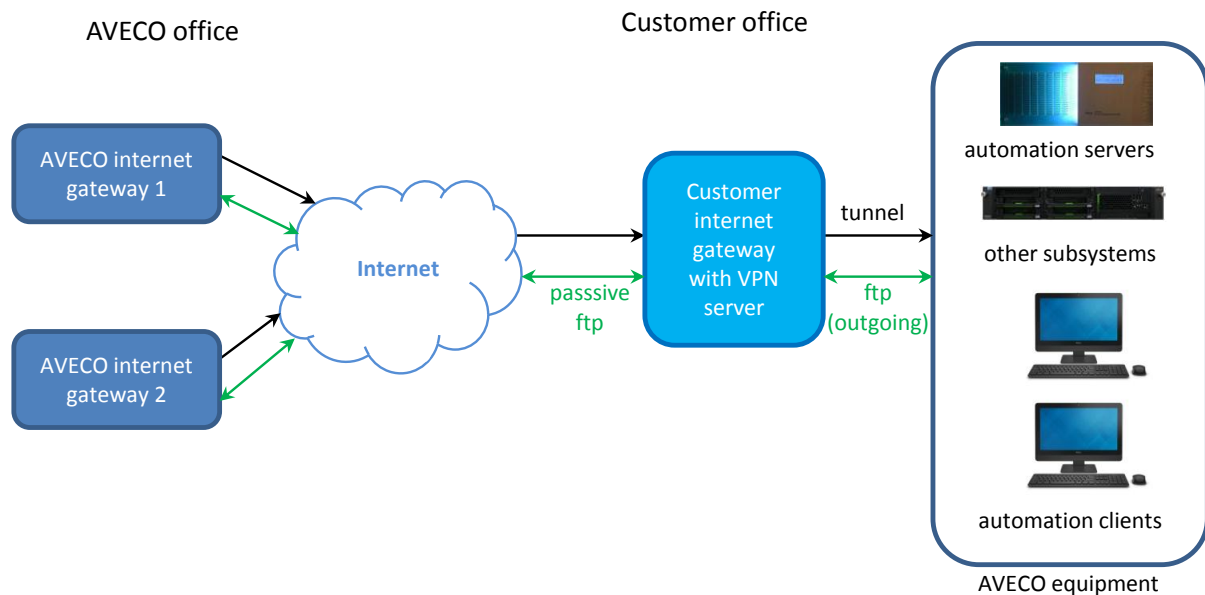 AVECO office
Customer office
AVECO internet
gateway 1
AVECO internet
gateway 2
Internet
passsive
ftp
Customer
internet
gateway
with VPN
server
tunnel
ftp
(outgoing)
automation servers
other subsystems
automation clients
AVECO equipment